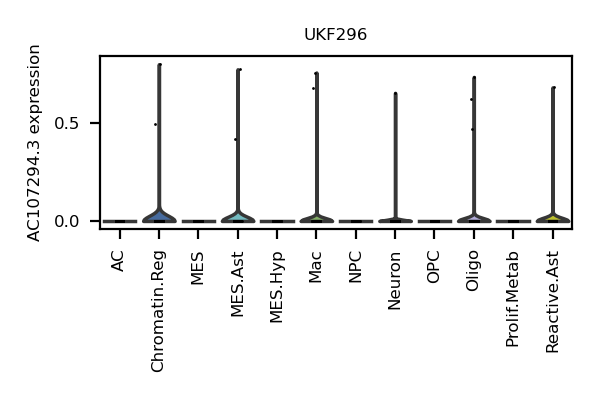 UKF296
AC107294.3 expression
0.5
0.0
AC
Chromatin.Reg
MES
MES.Ast
MES.Hyp
Mac
NPC
Neuron
OPC
Oligo
Prolif.Metab
Reactive.Ast